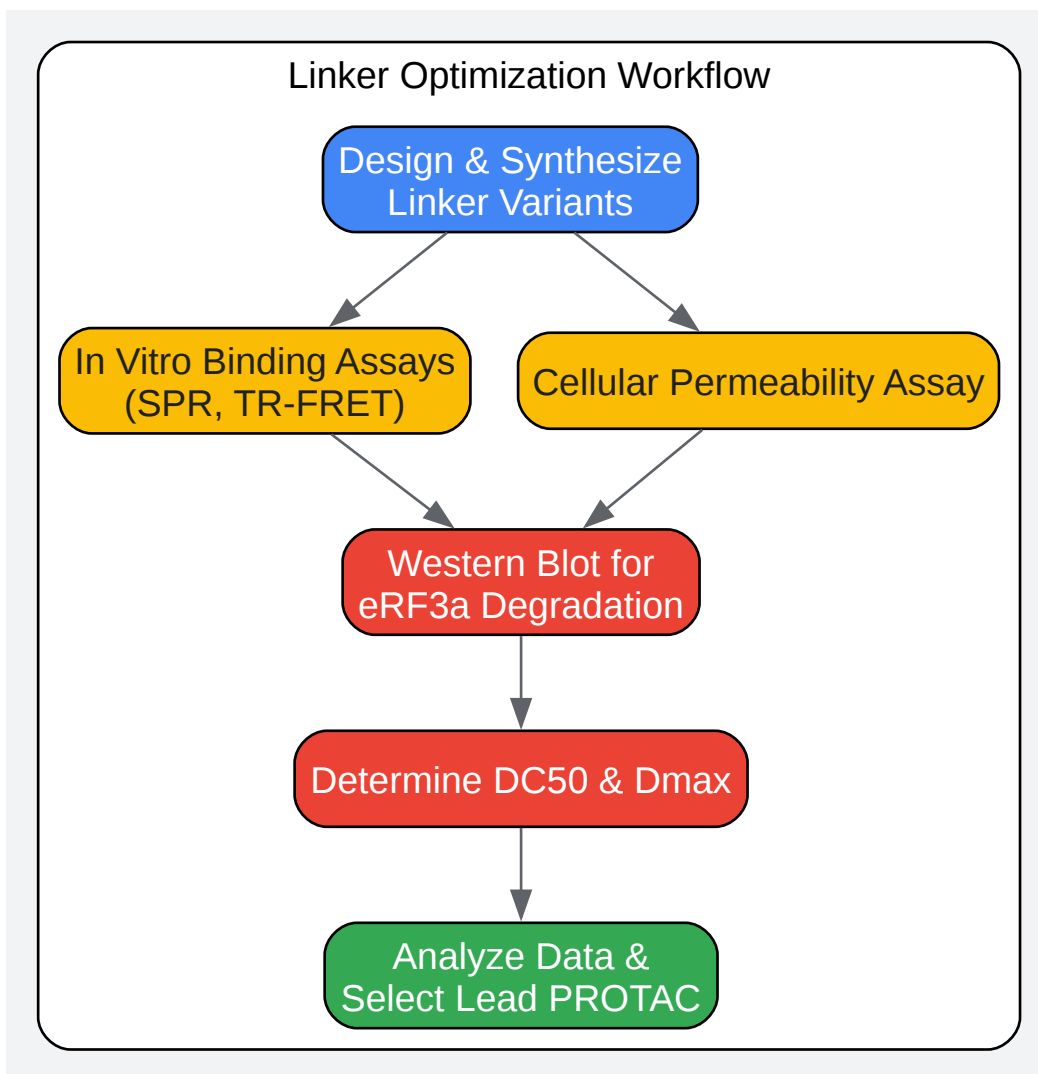 Linker Optimization Workflow
Design & Synthesize
Linker Variants
In Vitro Binding Assays
(SPR, TR-FRET)
Cellular Permeability Assay
Western Blot for
eRF3a Degradation
Determine DC50 & Dmax
Analyze Data &
Select Lead PROTAC